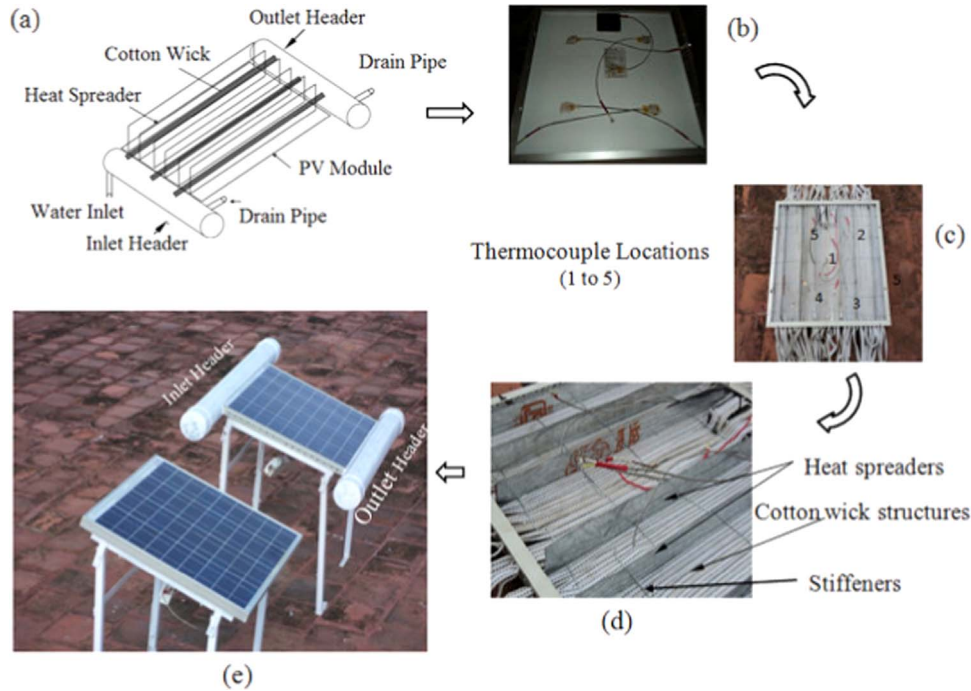 (a)
Outlet Header
Cotton Wick
Drain Pipe
Heat Spreader
PV Module
Water Inlet
Drain Pipe
Inlet Header
(b)
(c)
5
2
1
4
3
5
Thermocouple Locations
(1 to 5)
Heat spreaders
Cotton wick structures
Stiffeners
(d)
Inlet Header
Outlet Header
(e)